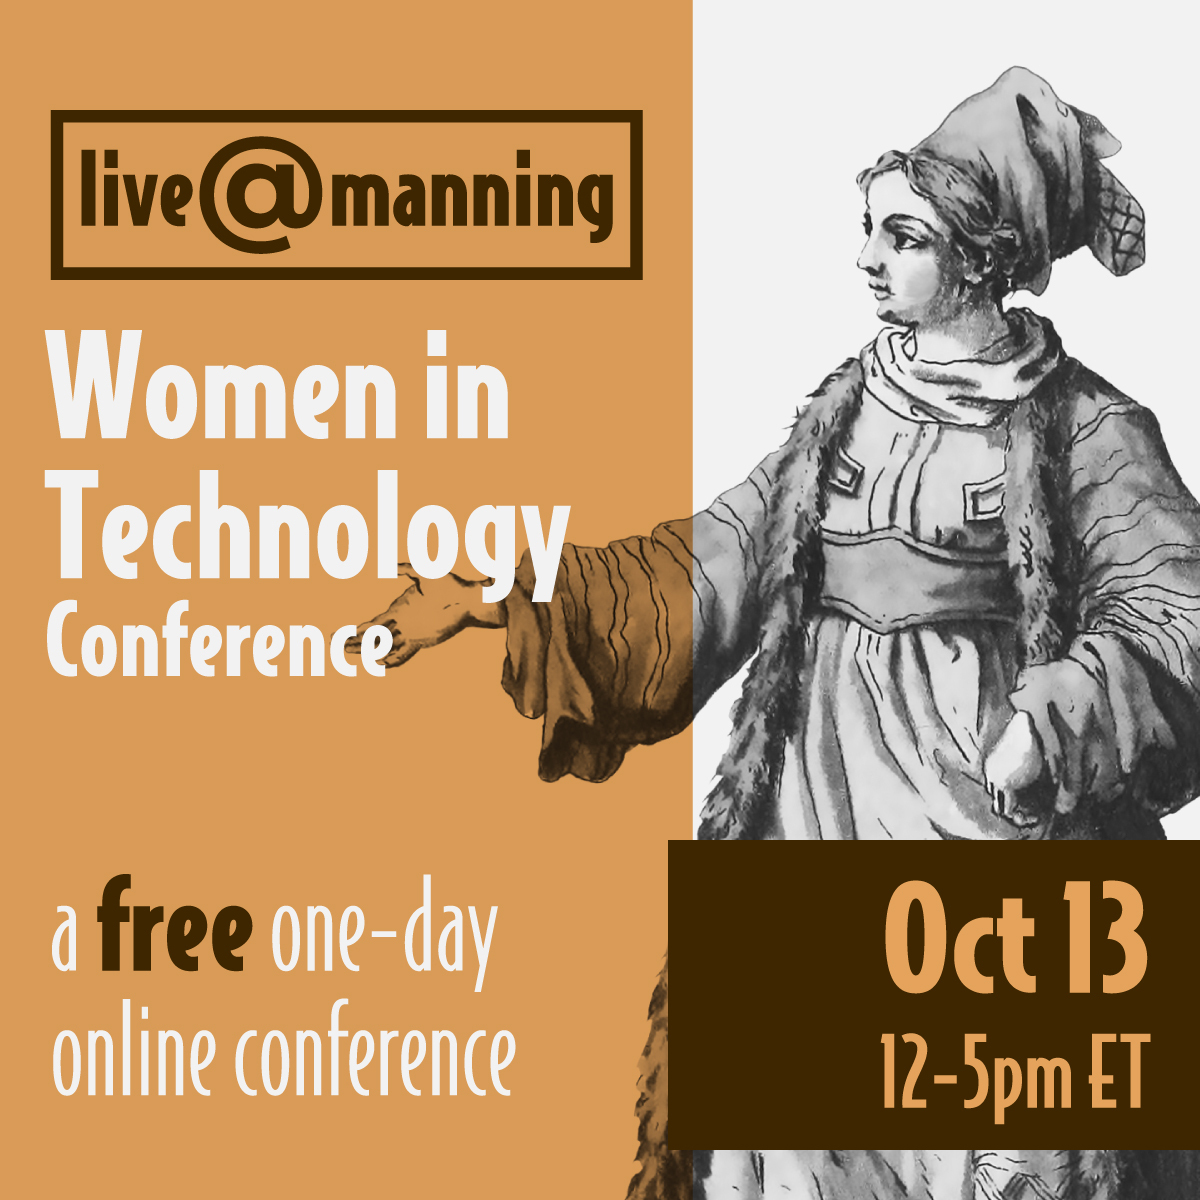 live@manning
Women in
Technology
Conference
a free one-day
online conference
Oct 13
12-5pm ET